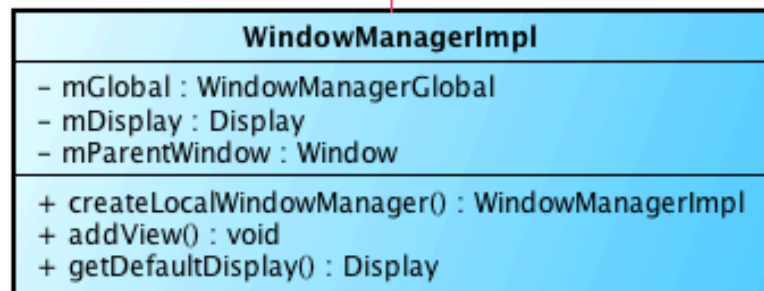 WindowManagerImpl
- mGlobal : WindowManagerGlobal
- mDisplay : Display
- mParentWindow : Window
+ createLocalWindowManager() : WindowManagerImpl
+ addView() : void
+ getDefaultDisplay() : Display